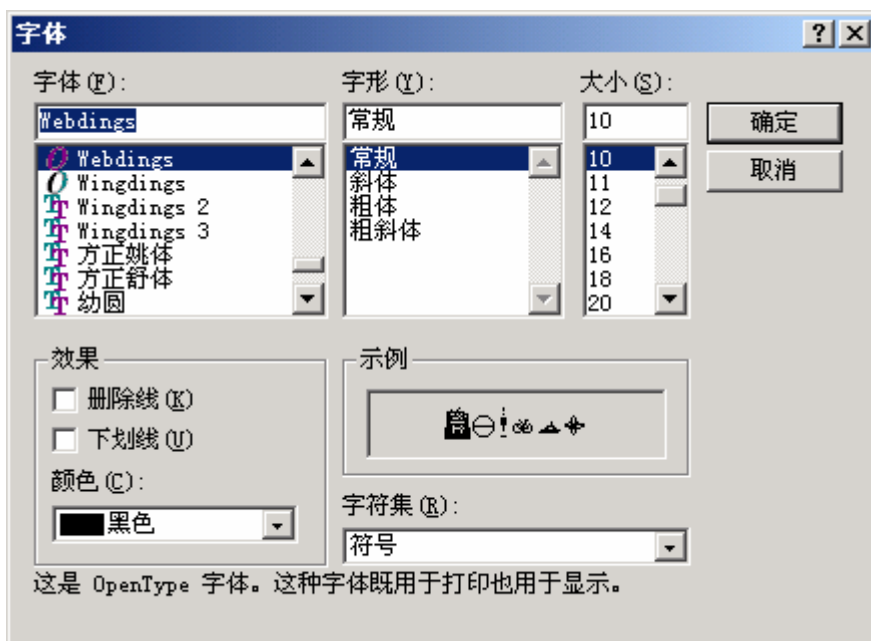 字体
字体(F):
Webdings
Webdings
Wingdings
Wingdings 2
Wingdings 3
方正姚体
方正舒体
幼圆
字形(Y):
常规
常规
斜体
粗体
粗斜体
大小(S):
10
10
11
12
14
16
18
20
确定
取消
效果
删除线(K)
下划线(U)
颜色(C):
黑色
示例
字符集(R):
符号
这是 OpenType 字体。这种字体既用于打印也用于显示。